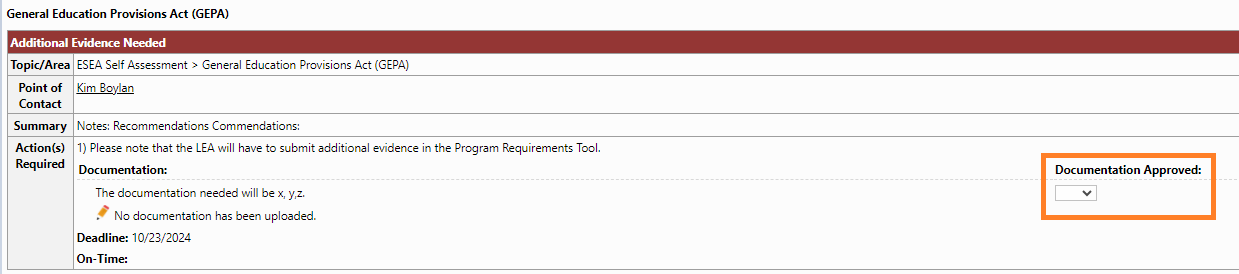 General Education Provisions Act (GEPA)
Additional Evidence Needed
Topic/Area ESEA Self Assessment > General Education Provisions Act (GEPA)
Point of Contact Kim Boylan
Summary Notes: Recommendations Commendations:
Action(s) Required 1) Please note that the LEA will have to submit additional evidence in the Program Requirements Tool.
Documentation: Documentation Approved:
The documentation needed will be x, y,z.
No documentation has been uploaded.
Deadline: 10/23/2024
On-Time: